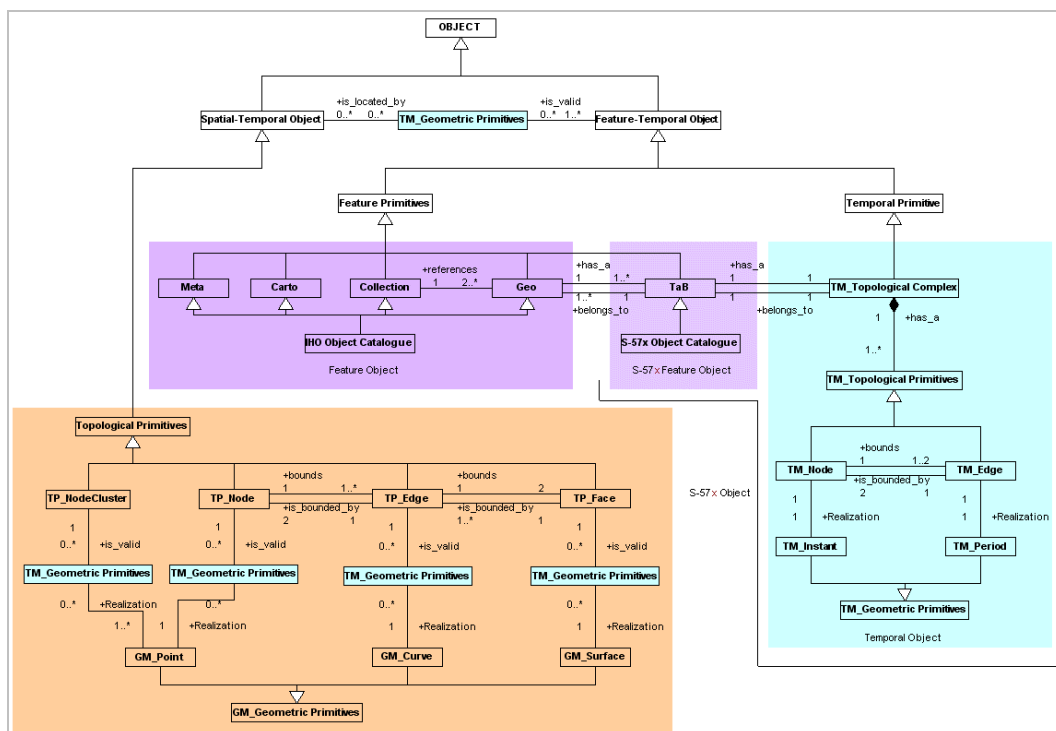 OBJECT
+is_located_by
+is_valid
0..* 0..*
0..* 1..*
Spatial-Temporal Object
TM_Geometric Primitives
Feature-Temporal Object
Feature Primitives
Temporal Primitive
+references
+has_a
+has_a
1 2..*
1 1..*
1 1
Meta
Carto
Collection
Geo
TaB
TM_Topological Complex
1..* 1
1 1
+belongs_to
+belongs_to
1 +has_a
IHO Object Catalogue
S-57x Object Catalogue
1..*
Feature Object
S-57x Feature Object
TM_Topological Primitives
Topological Primitives
+bounds
1 1..2
TM_Node
TM_Edge
+is_bounded_by
2 1
+bounds
+bounds
1 1..*
1 2
TP_NodeCluster
TP_Node
TP_Edge
TP_Face
+is_bounded_by
+is_bounded_by
2 1
1..* 1
S-57x Object
1
1
1
1
+Realization
+Realization
TM_Instant
TM_Period
1
1
1
1
0..* +is_valid
0..* +is_valid
0..* +is_valid
0..* +is_valid
TM_Geometric Primitives
TM_Geometric Primitives
TM_Geometric Primitives
TM_Geometric Primitives
TM_Geometric Primitives
Temporal Object
0..*
0..*
0..*
0..*
+Realization
1..*
1 +Realization
1 +Realization
1 +Realization
GM_Point
GM_Curve
GM_Surface
GM_Geometric Primitives